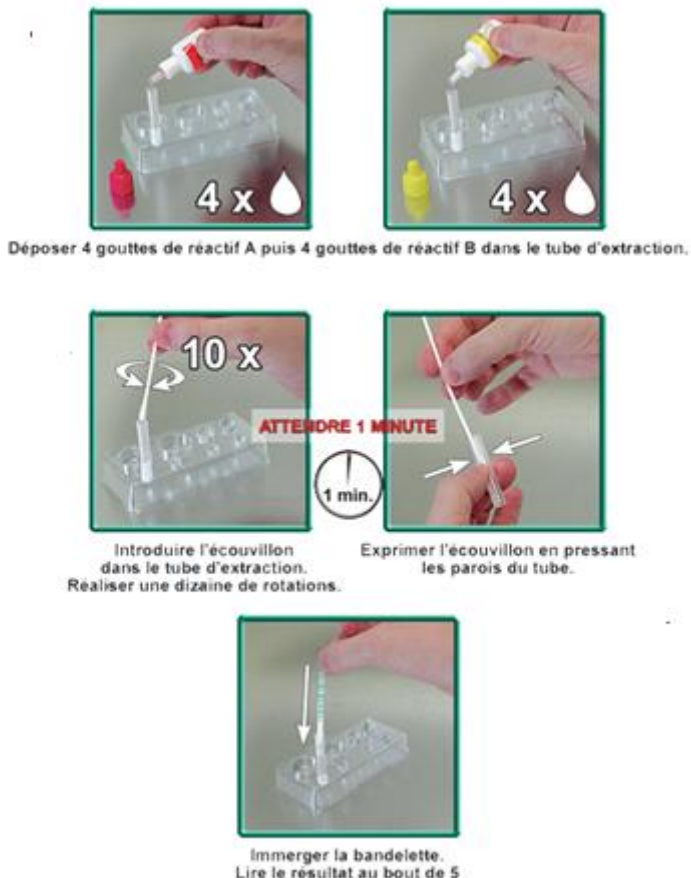 4 x
4 x
Déposer 4 gouttes de réactif A puis 4 gouttes de réactif B dans le tube d'extraction.
10 x
ATTENDRE 1 MINUTE
1 min.
Introduire l'écouvillon
dans le tube d'extraction.
Réaliser une dizaine de rotations.
Exprimer l'écouvillon en pressant
les parois du tube.
Immerger la bandelette.
Lire le résultat au bout de 5